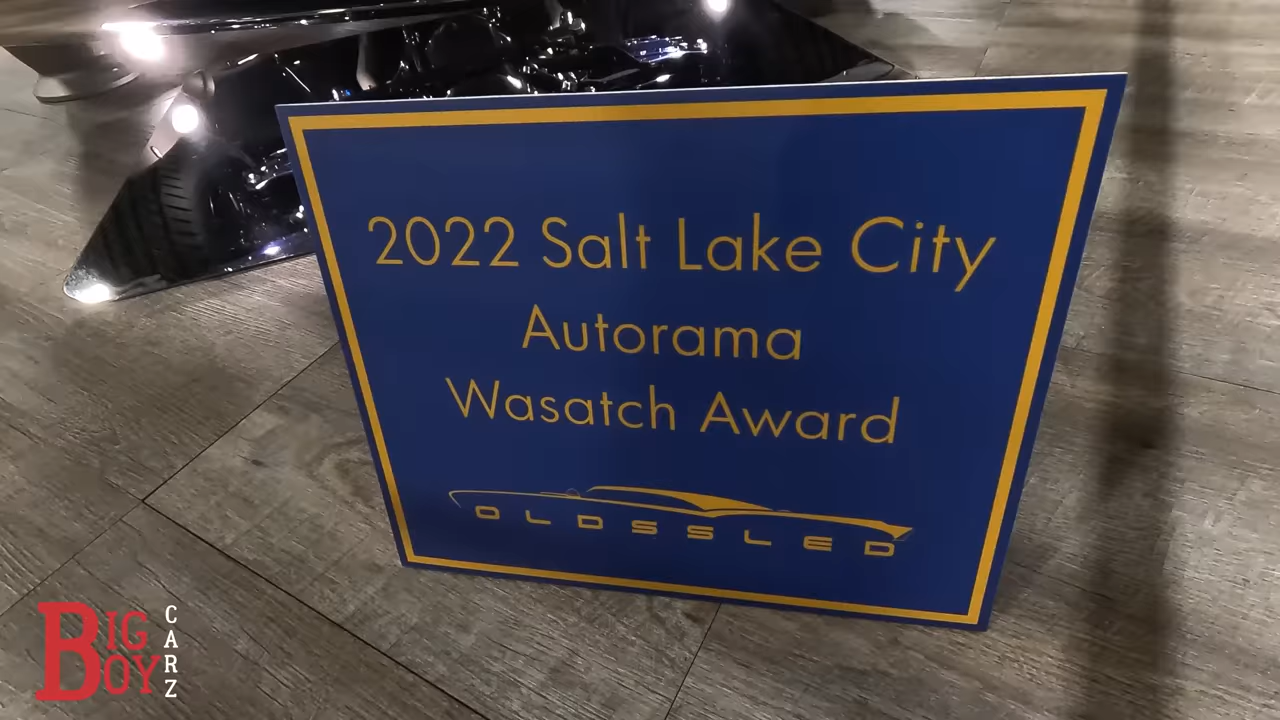 2022 Salt Lake City
Autorama
Wasatch Award
OLDSSLED
BIG BOY CARZ